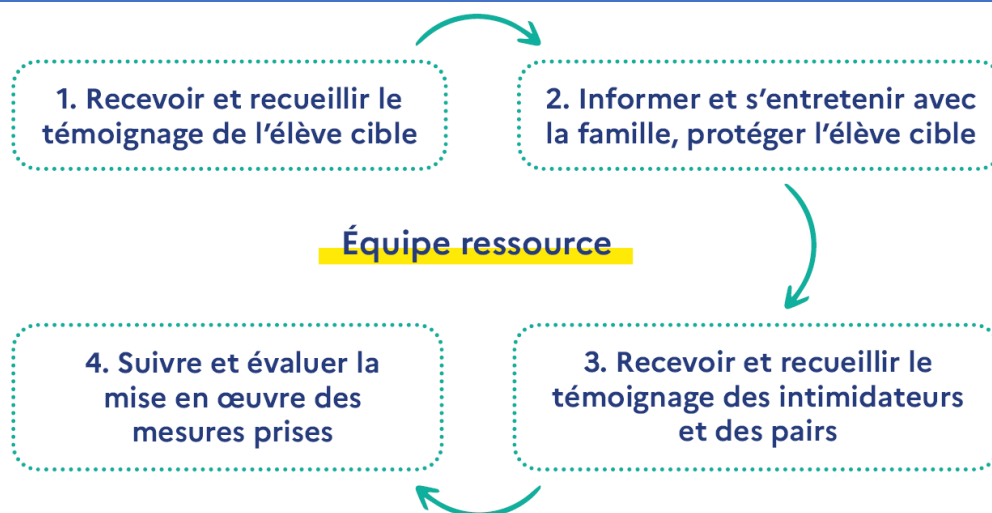 1. Recevoir et recueillir le
témoignage de l’élève cible
2. Informer et s’entretenir avec
la famille, protéger l’élève cible
Équipe ressource
4. Suivre et évaluer la
mise en œuvre des
mesures prises
3. Recevoir et recueillir le
témoignage des intimidateurs
et des pairs